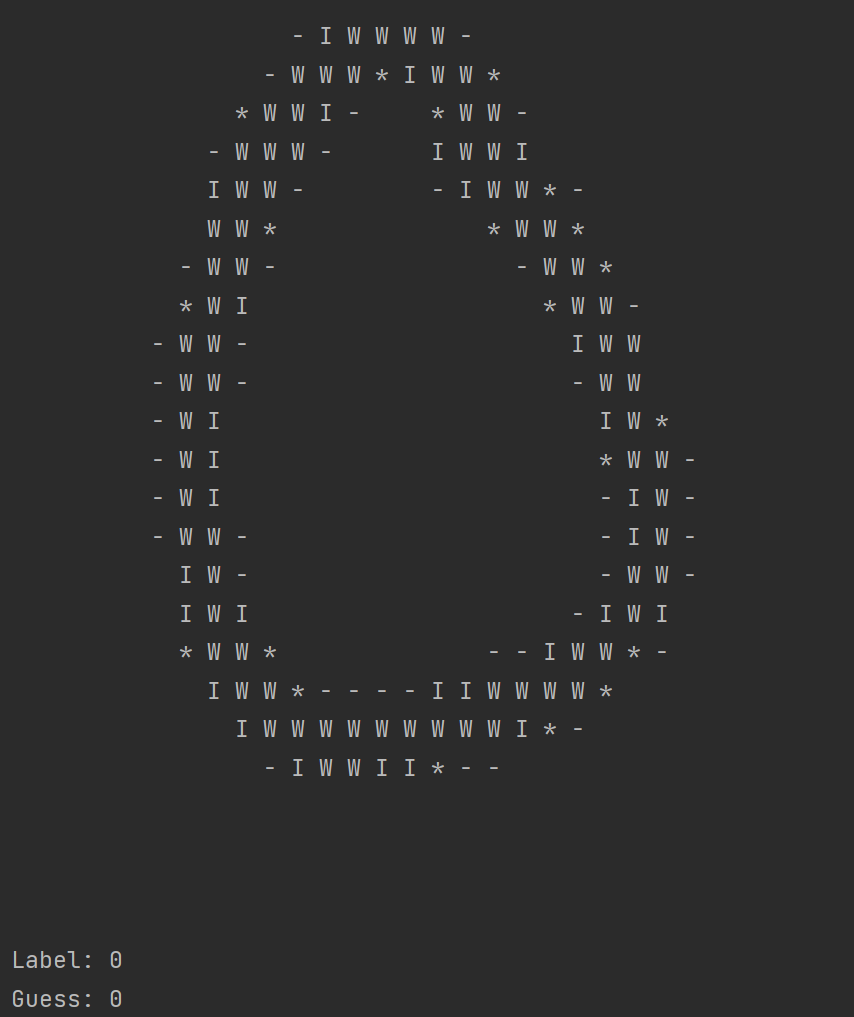 - I W W W W -
- W W W * I W W *
* W W I - * W W -
- W W W - I W W I
I W W - - I W W * -
W W * * W W *
- W W - - W W *
* W I * W W -
- W W - I W W
- W W - - W W
- W I I W *
- W I * W W -
- W I - I W -
- W W - - I W -
I W - - W W -
I W I - I W I
* W W * - - I W W * -
I W W * - - - - I I W W W W *
I W W W W W W W W W I * -
- I W W I I * - -
Label: 0
Guess: 0